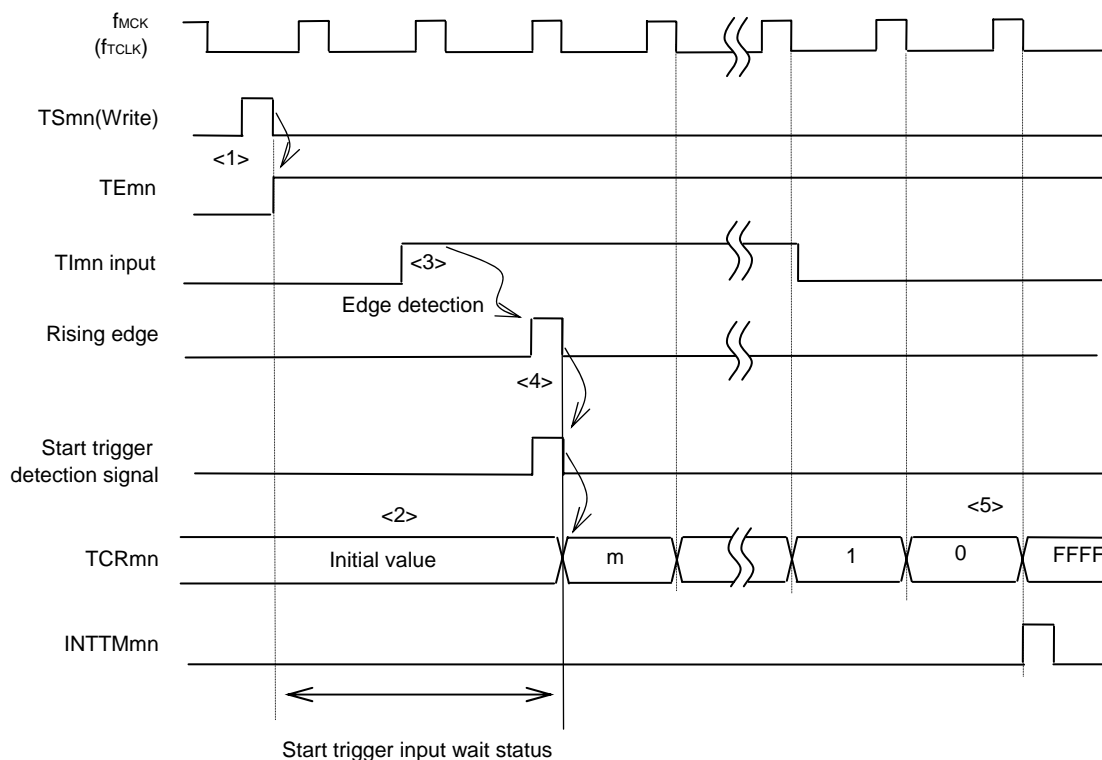 fMCK
(fTCLK)
TSmn(Write)
<1>
TEmn
TImn input
<3>
Edge detection
Rising edge
<4>
Start trigger
detection signal
<2>
<5>
TCRmn
Initial value
m
1
0
FFFF
INTTMmn
Start trigger input wait status